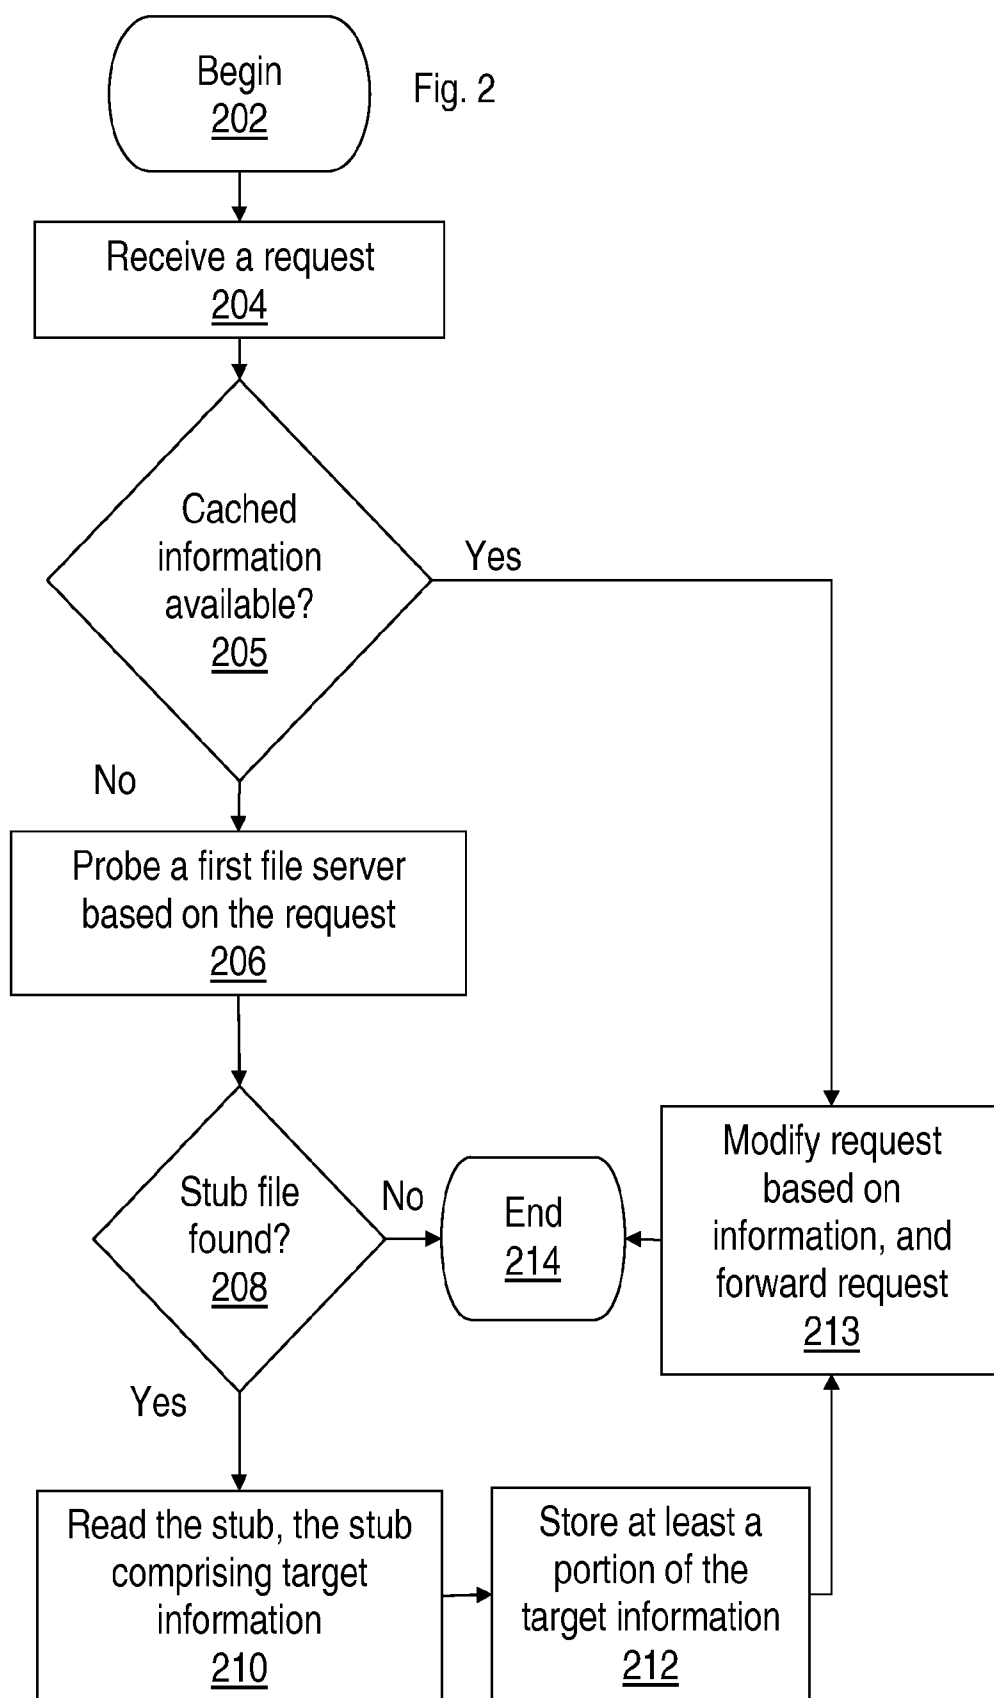 Begin
202
Fig. 2
Receive a request
204
Cached
information
available?
205
Yes
No
Probe a first file server
based on the request
206
Stub file
found?
208
No
End
214
Modify request
based on
information, and
forward request
213
Yes
Read the stub, the stub
comprising target
information
210
Store at least a
portion of the
target information
212